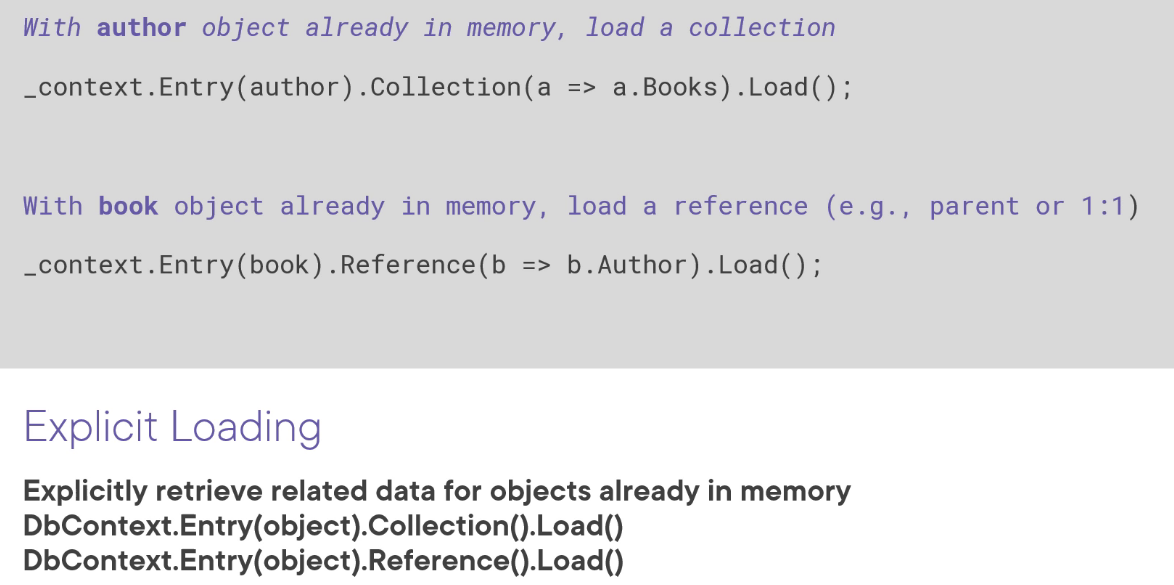 With author object already in memory, load a collection
_context.Entry(author).Collection(a => a.Books).Load();
With book object already in memory, load a reference (e.g., parent or 1:1)
_context.Entry(book).Reference(b => b.Author).Load();
Explicit Loading
Explicitly retrieve related data for objects already in memory
DbContext.Entry(object).Collection().Load()
DbContext.Entry(object).Reference().Load()